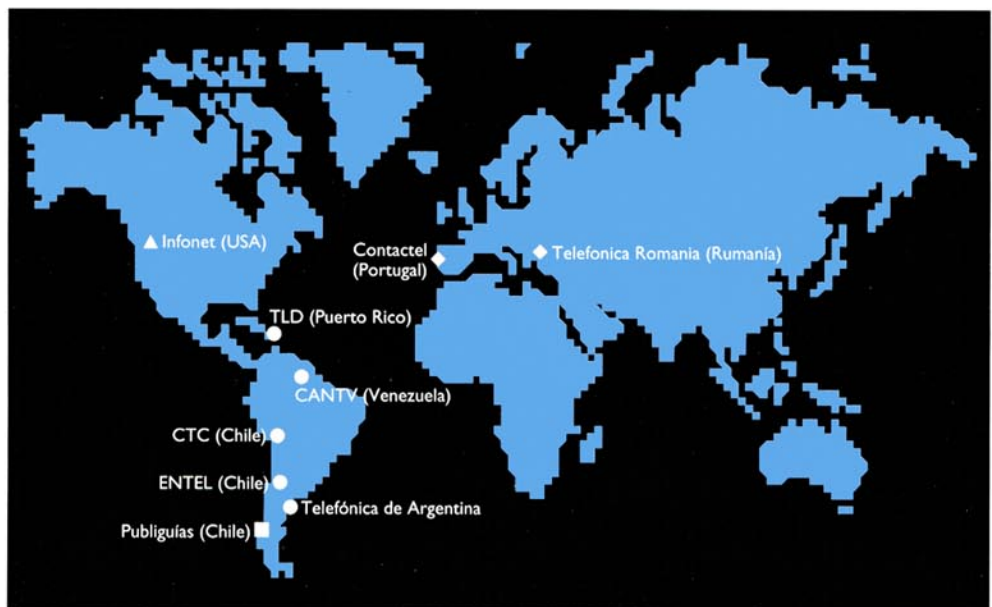 Infonet (USA)
Contactel
(Portugal)
Telefonica Romania (Rumanía)
TLD (Puerto Rico)
CANTV (Venezuela)
CTC (Chile)
ENTEL (Chile)
Telefónica de Argentina
Publiguías (Chile)